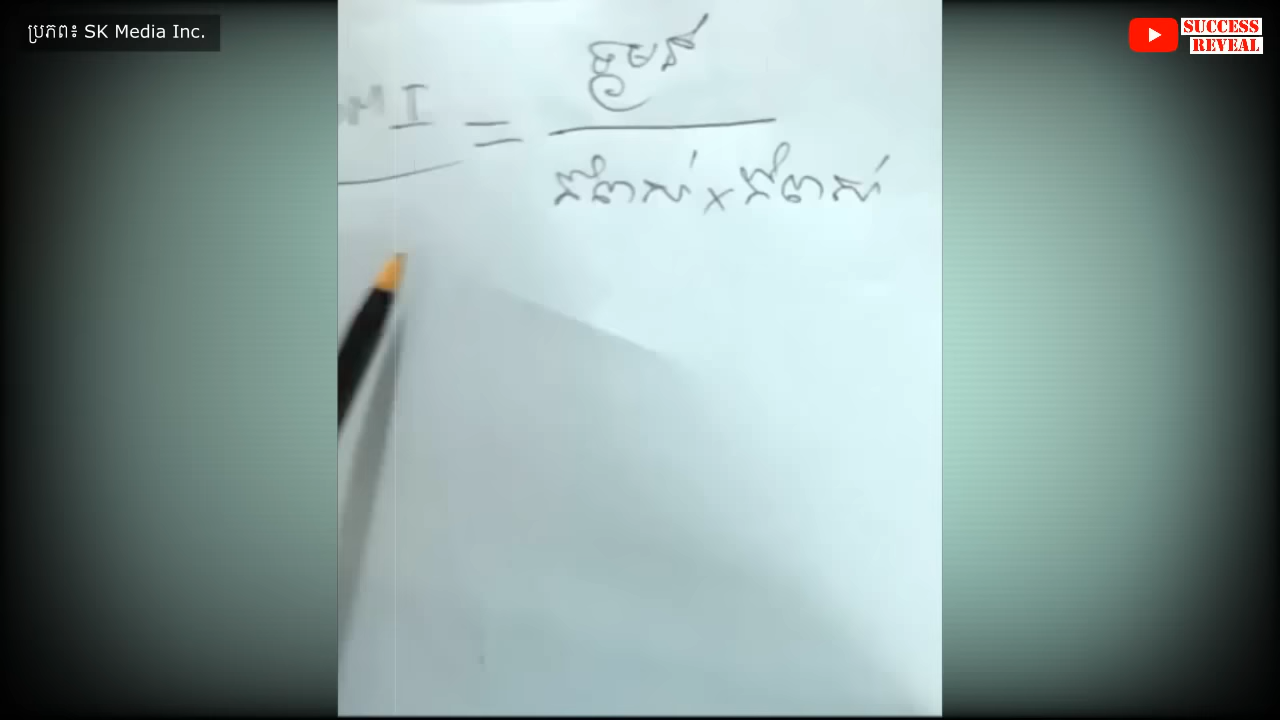 ប្រភព៖ SK Media Inc.
SUCCESS
REVEAL
MI = ទម្ងន់
កំពស់ x កំពស់